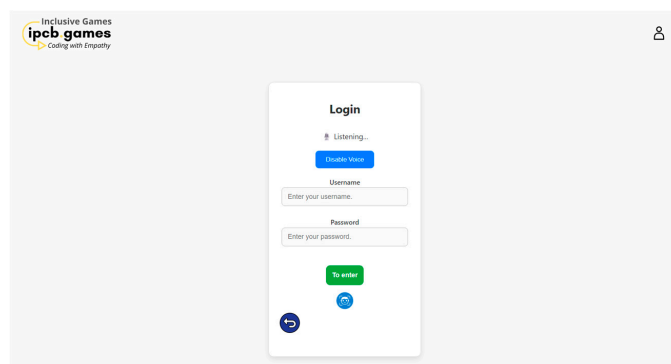 Inclusive Games
ipcb games
Coding with Empathy
Login
Listening...
Disable Voice
Username
Enter your username.
Password
Enter your password.
To enter